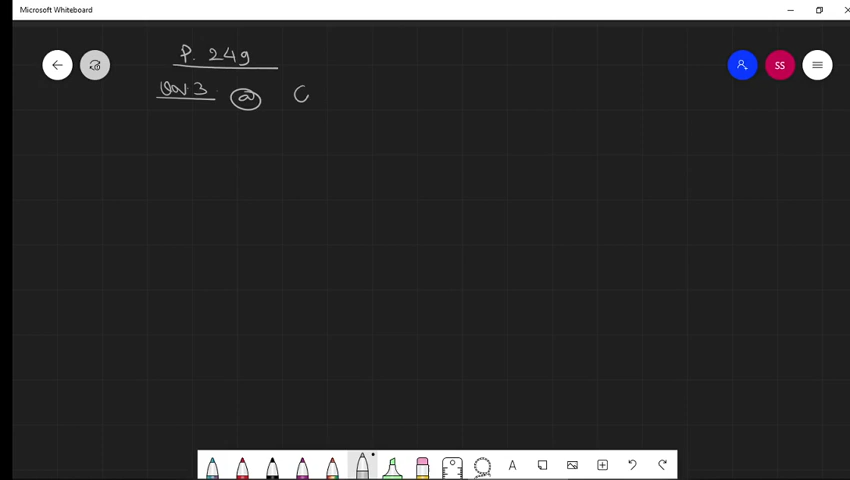 Microsoft Whiteboard
SS
P. 249
3. ⓐ C
A